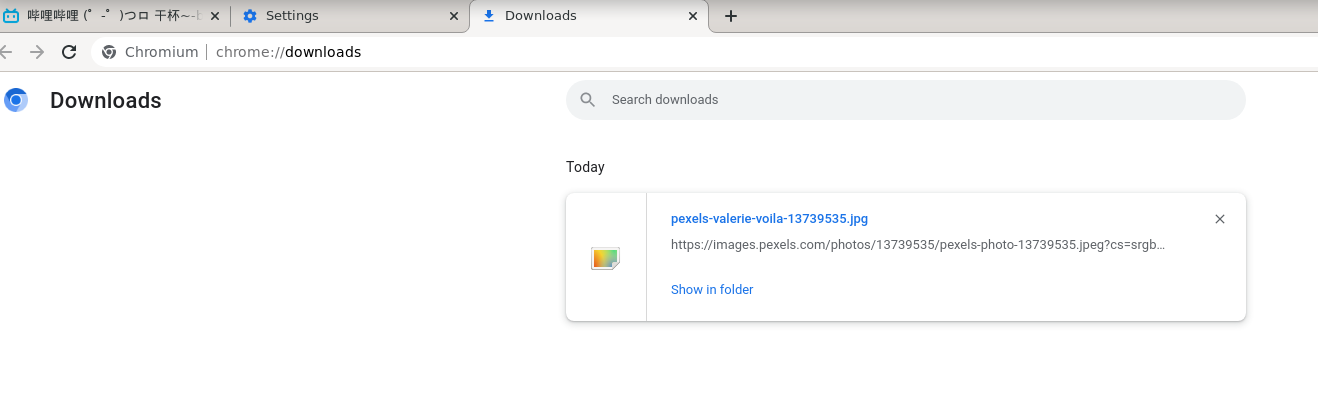 哔哩哔哩 (゜-゜)つロ 干杯~-b
Settings
Downloads
Chromium
chrome://downloads
Downloads
Search downloads
Today
pexels-valerie-voila-13739535.jpg
https://images.pexels.com/photos/13739535/pexels-photo-13739535.jpeg?cs=srgb…
Show in folder